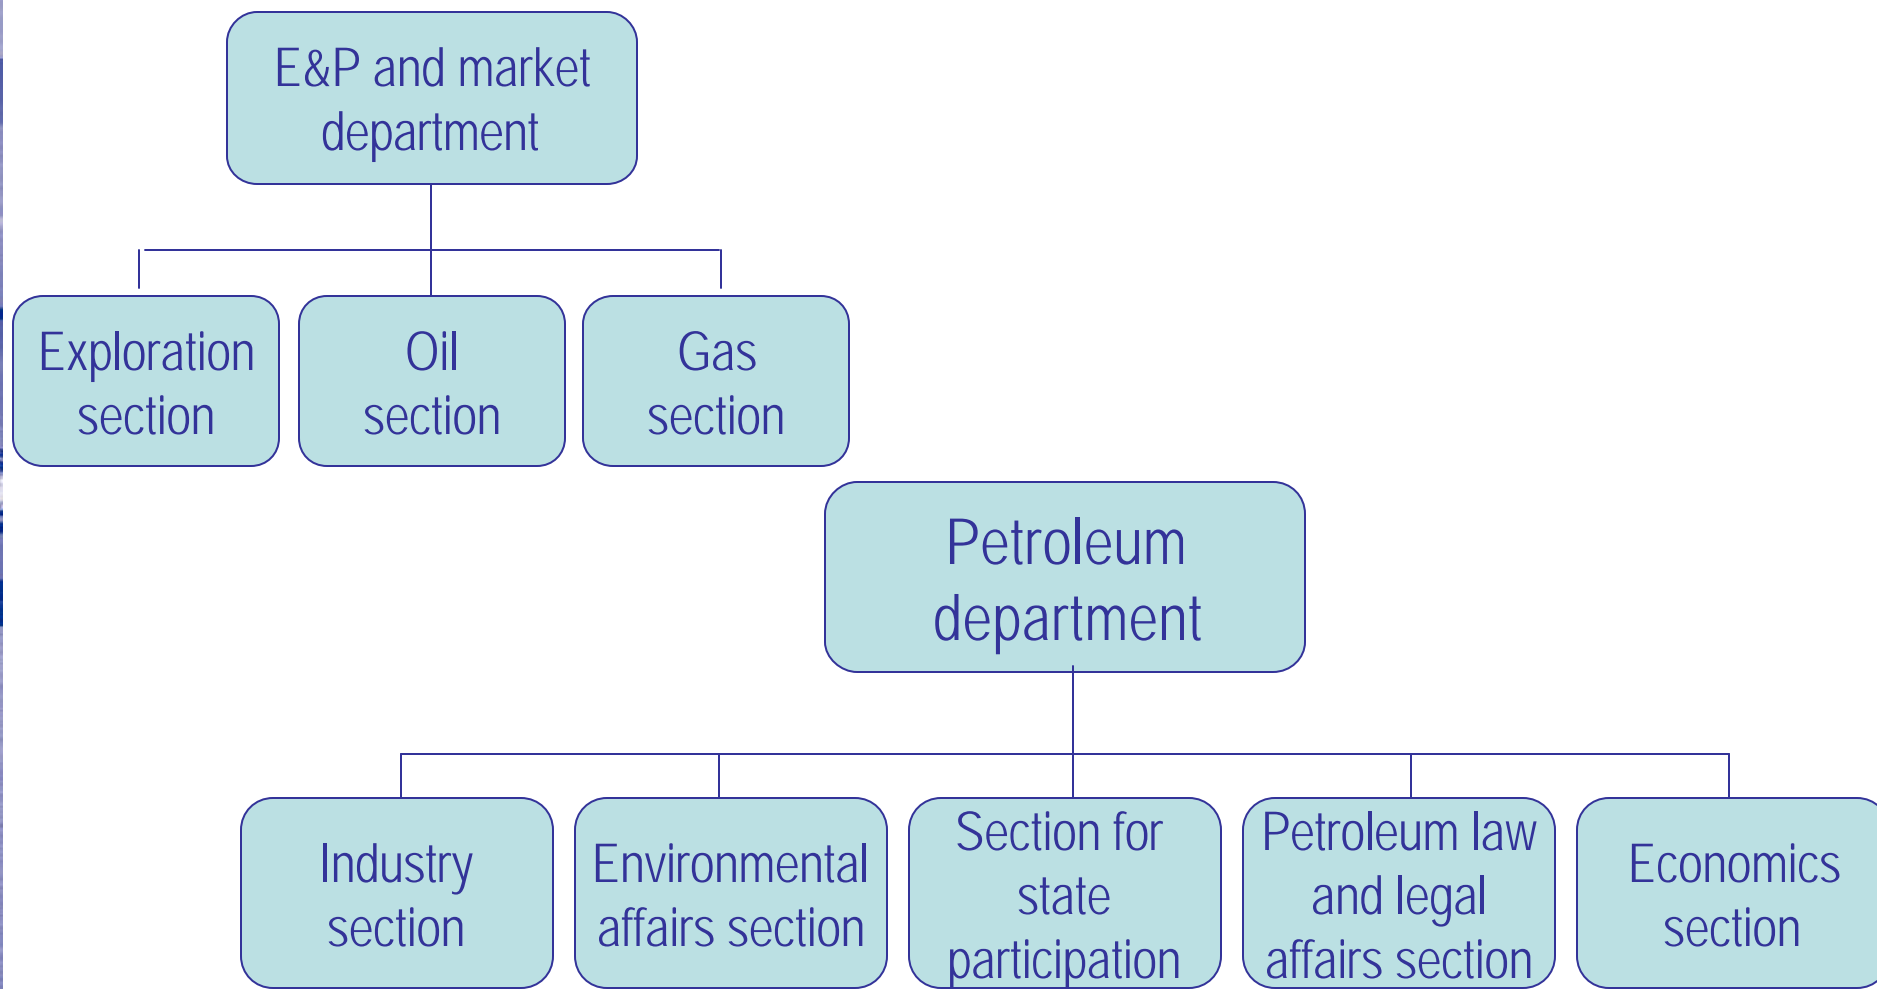 E&P and market
department
Exploration
section
Oil
section
Gas
section
Petroleum
department
Industry
section
Environmental
affairs section
Section for
state
participation
Petroleum law
and legal
affairs section
Economics
section